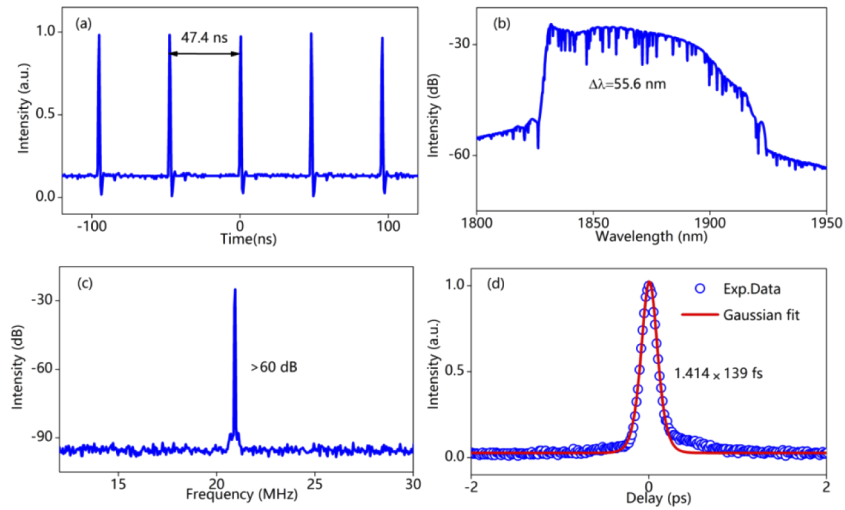 (a)
47.4 ns
1.0
0.5
0.0
Intensity (a.u.)
-100
0
100
Time(ns)
(b)
Δλ=55.6 nm
-30
-60
Intensity (dB)
1800
1850
1900
1950
Wavelength (nm)
(c)
>60 dB
-30
-60
-90
Intensity (dB)
15
20
25
30
Frequency (MHz)
(d)
Exp.Data
Gaussian fit
1.414 × 139 fs
1.0
0.5
0.0
Intensity (a.u.)
-2
0
2
Delay (ps)